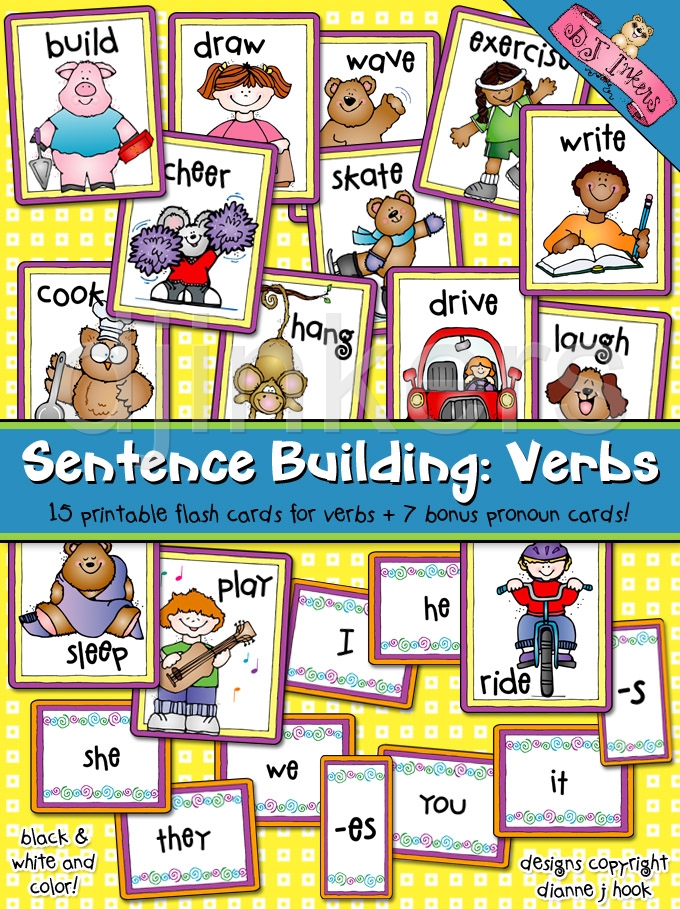 build
draw
wave
exercise
DJ Inkers
write
cheer
skate
cook
hang
drive
laugh
djinkers
Sentence Building: Verbs
15 printable flash cards for verbs + 7 bonus pronoun cards!
sleep
play
I
he
ride
-s
she
we
they
-es
you
it
black &
white and
color!
designs copyright
dianne j hook